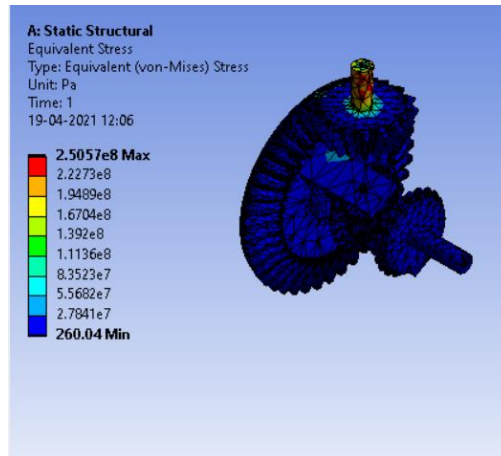 A: Static Structural
Equivalent Stress
Type: Equivalent (von-Mises) Stress
Unit: Pa
Time: 1
19-04-2021 12:06
2.5057e8 Max
2.2273e8
1.9489e8
1.6704e8
1.392e8
1.1136e8
8.3523e7
5.5682e7
2.7841e7
260.04 Min